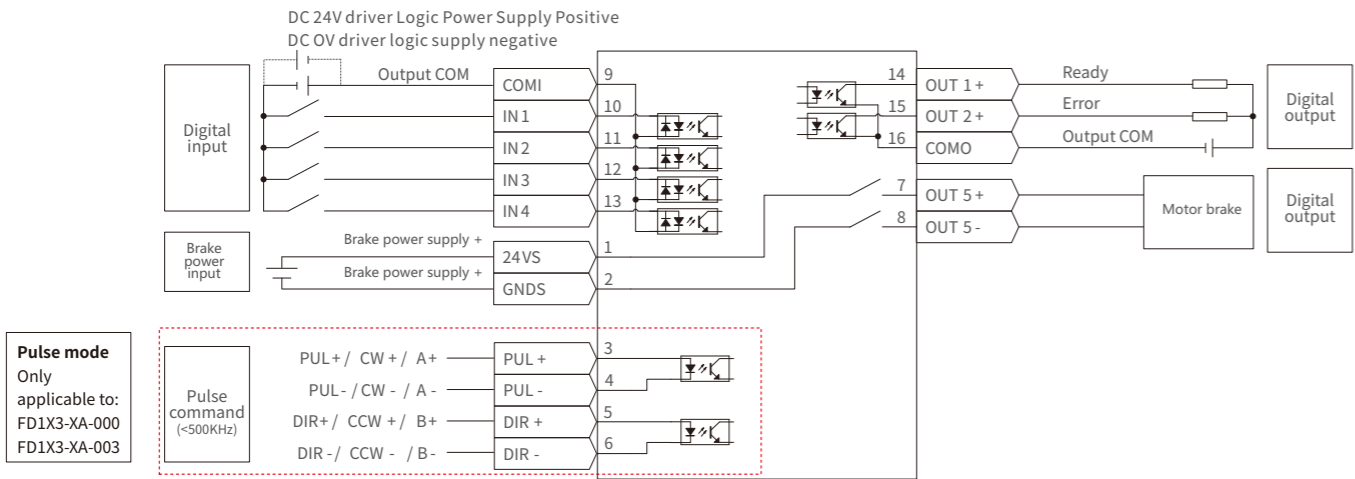 DC 24V driver Logic Power Supply Positive
DC OV driver logic supply negative
Digital
input
Output COM
COMI
9
IN 1
10
IN 2
11
IN 3
12
IN 4
13
14
OUT 1 +
Ready
15
OUT 2 +
Error
16
COMO
Output COM
Digital
output
7
OUT 5 +
8
OUT 5 -
Motor brake
Digital
output
Brake
power
input
Brake power supply +
24VS
1
Brake power supply +
GNDS
2
Pulse mode
Only
applicable to:
FD1X3-XA-000
FD1X3-XA-003
Pulse
command
(<500KHz)
PUL+ / CW + / A+
PUL +
3
PUL- / CW - / A -
PUL -
4
DIR+ / CCW + / B+
DIR +
5
DIR - / CCW - / B -
DIR -
6